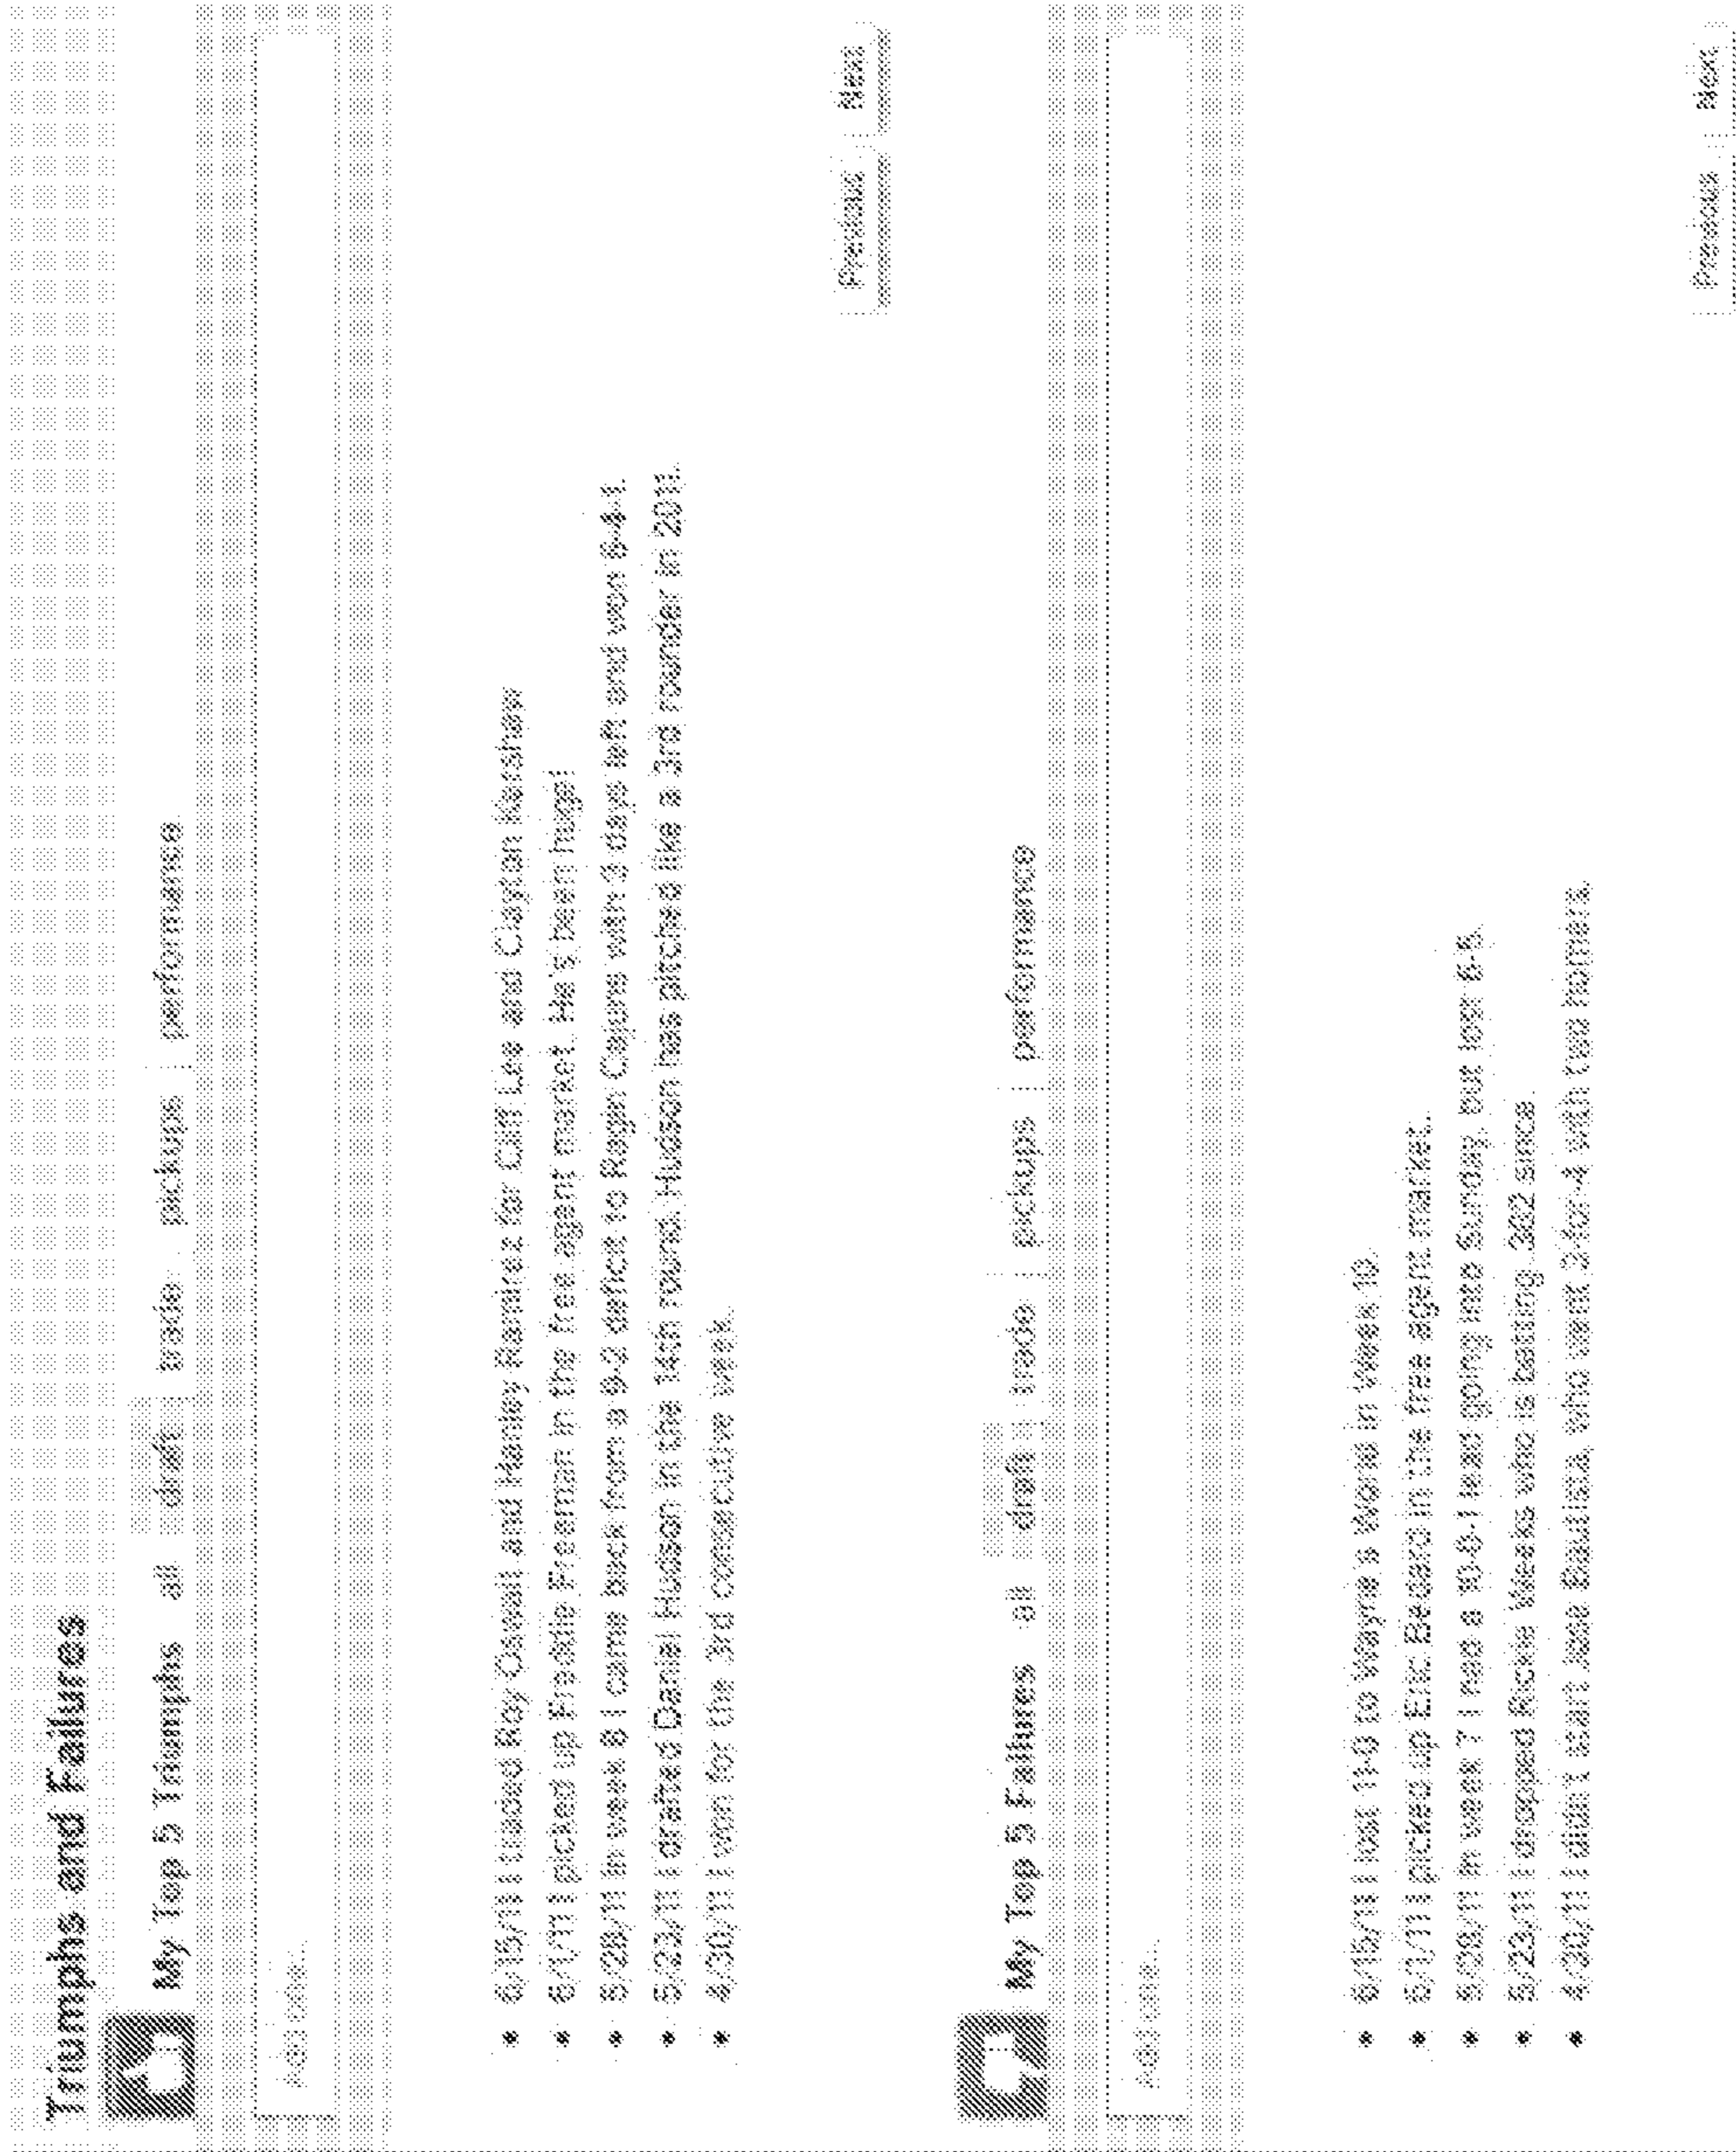 Triumphs and Failures
My Top 5 Triumphs all draft | trade pickups | performance
Add one...
• 6/15/11 I traded Roy Oswalt and Hanley Ramirez for Cliff Lee and Clayton Kershaw
• 6/1/11 I picked up Freddie Freeman in the free agent market. He's been huge!
• 5/28/11 In week 8 I came back from a 9-2 deficit to Ragin Cajuns with 3 days left and won 6-4-1.
• 5/23/11 I drafted Daniel Hudson in the 14th round. Hudson has pitched like a 3rd rounder in 2011.
• 4/30/11 I won for the 3rd consecutive week.
Previous | Next
My Top 5 Failures all draft | trade | pickups | performance
Add one...
• 6/15/11 I lost 11-0 to Wayne's World in Week 10.
• 6/1/11 I picked up Eric Bedard in the free agent market.
• 5/28/11 In week 7 I had a 10-0-1 lead going into Sunday, but lost 6-5.
• 5/23/11 I dropped Rickie Weeks who is batting .362 since.
• 4/30/11 I didn't start Jose Bautista, who went 3-for-4 with two homers.
Previous | Next